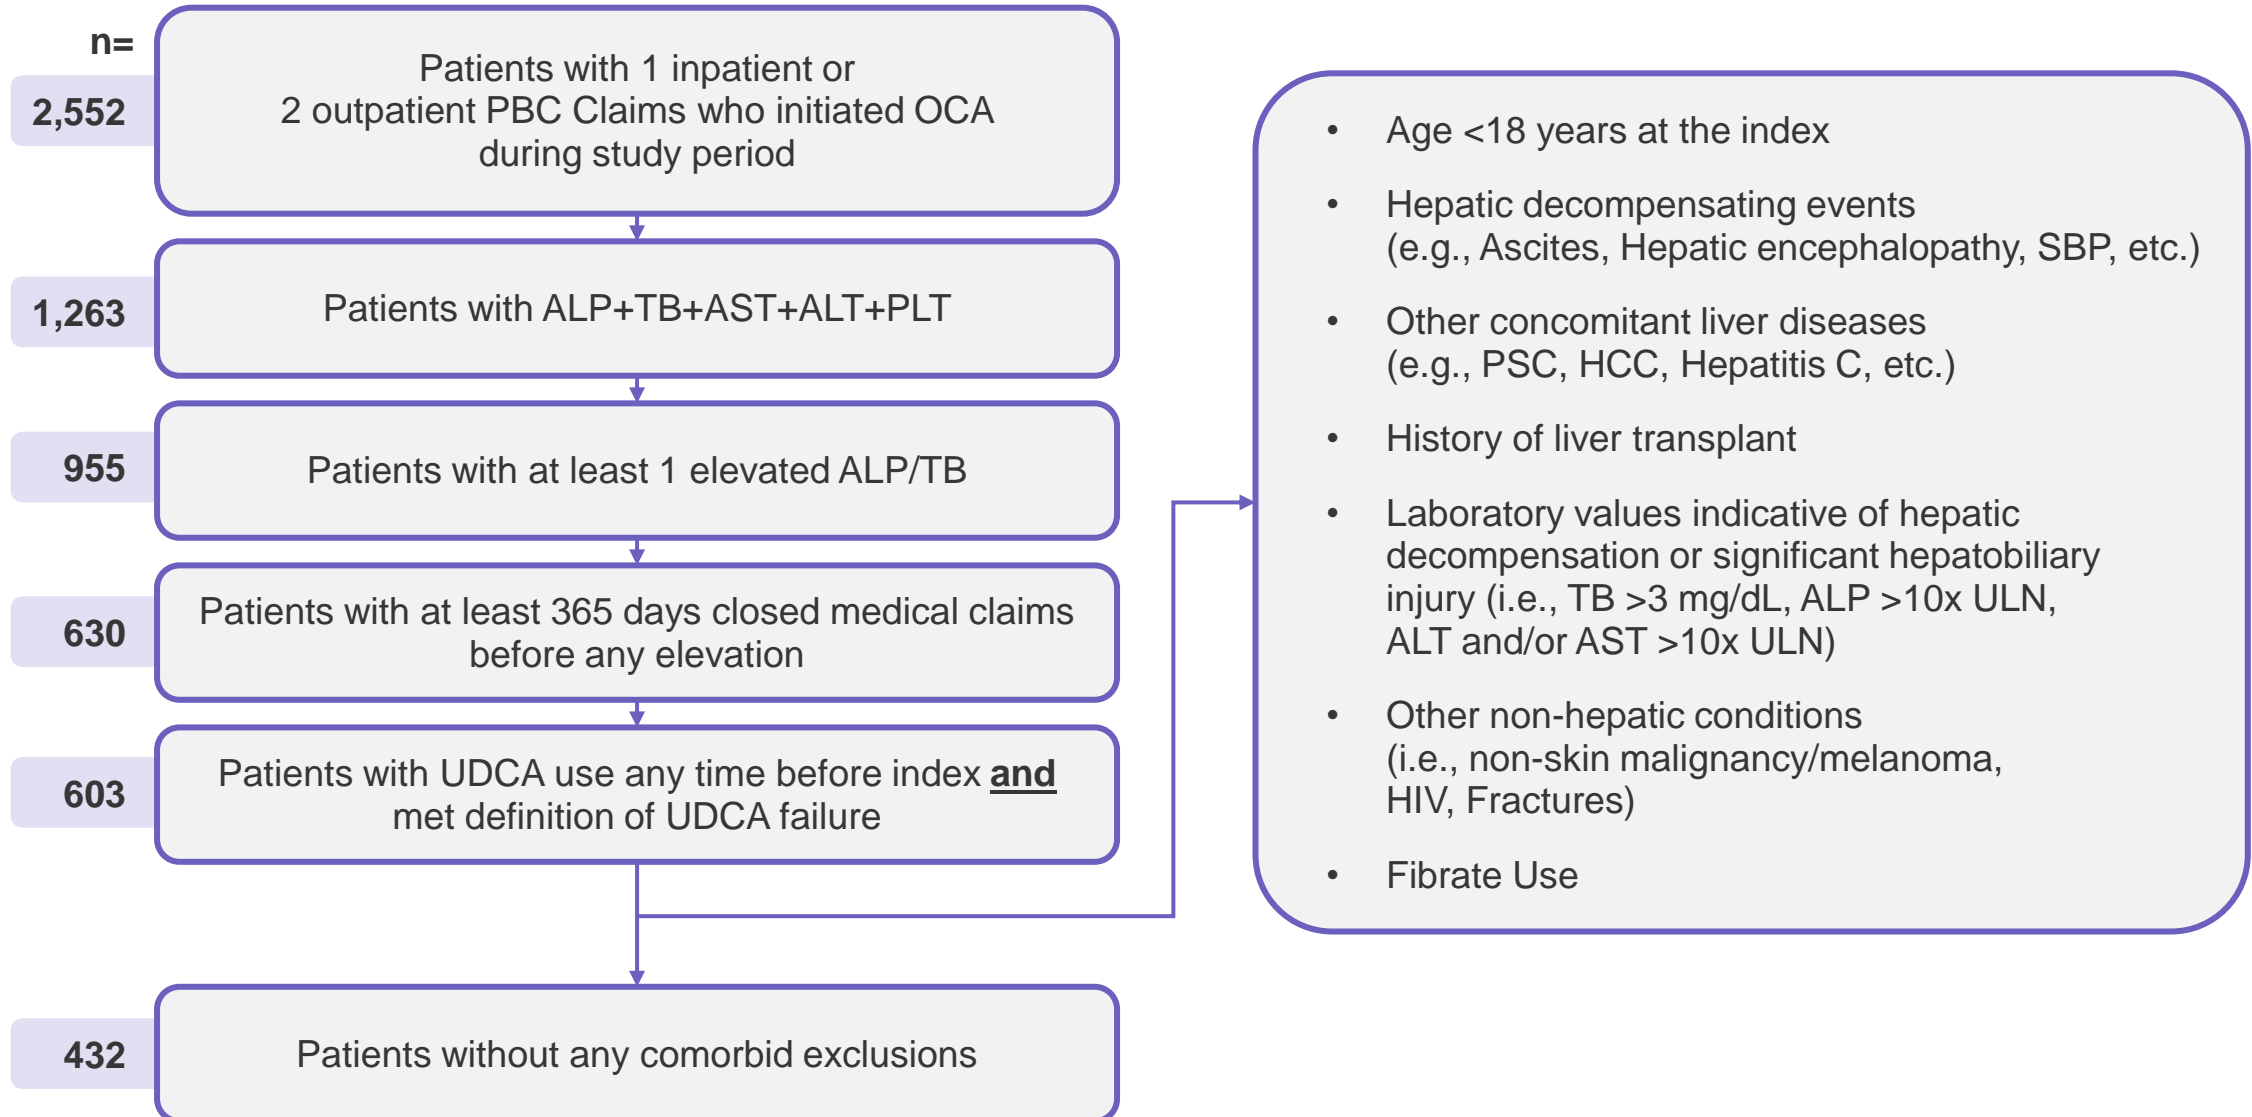 n=
2,552
Patients with 1 inpatient or
2 outpatient PBC Claims who initiated OCA
during study period
1,263
Patients with ALP+TB+AST+ALT+PLT
955
Patients with at least 1 elevated ALP/TB
630
Patients with at least 365 days closed medical claims
before any elevation
603
Patients with UDCA use any time before index and
met definition of UDCA failure
432
Patients without any comorbid exclusions
• Age <18 years at the index
• Hepatic decompensating events
(e.g., Ascites, Hepatic encephalopathy, SBP, etc.)
• Other concomitant liver diseases
(e.g., PSC, HCC, Hepatitis C, etc.)
• History of liver transplant
• Laboratory values indicative of hepatic
decompensation or significant hepatobiliary
injury (i.e., TB >3 mg/dL, ALP >10x ULN,
ALT and/or AST >10x ULN)
• Other non-hepatic conditions
(i.e., non-skin malignancy/melanoma,
HIV, Fractures)
• Fibrate Use